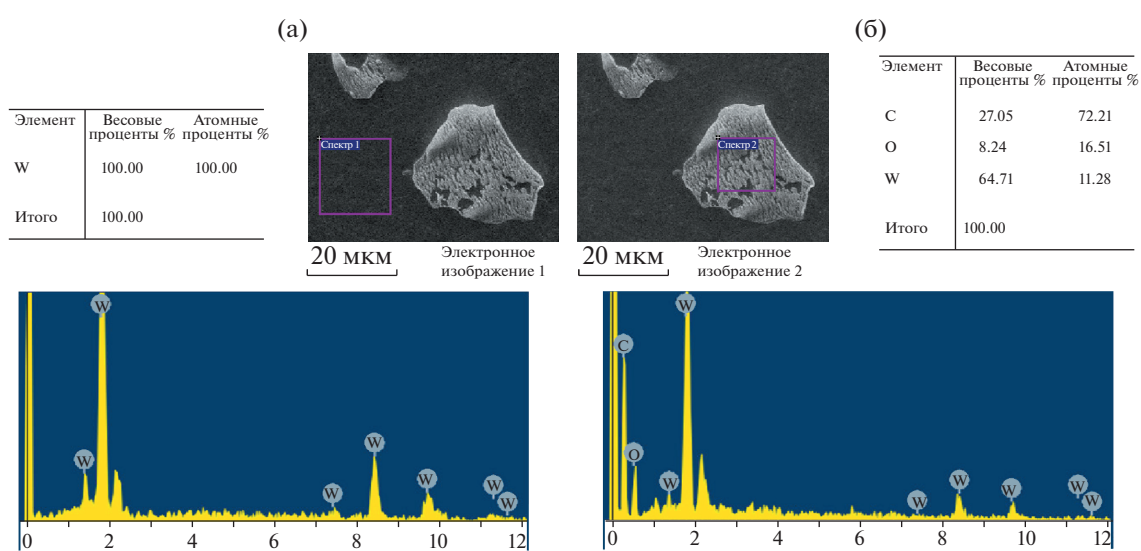 (а)
(б)
Элемент Весовые Атомные
проценты % проценты %
W 100.00 100.00
Итого 100.00
Спектр 1
20 мкм
Электронное
изображение 1
Спектр 2
20 мкм
Электронное
изображение 2
Элемент Весовые Атомные
проценты % проценты %
C 27.05 72.21
O 8.24 16.51
W 64.71 11.28
Итого 100.00
W
W
W
W
W
W
W
0 2 4 6 8 10 12
C
O
W
W
W
W
W
W
W
0 2 4 6 8 10 12